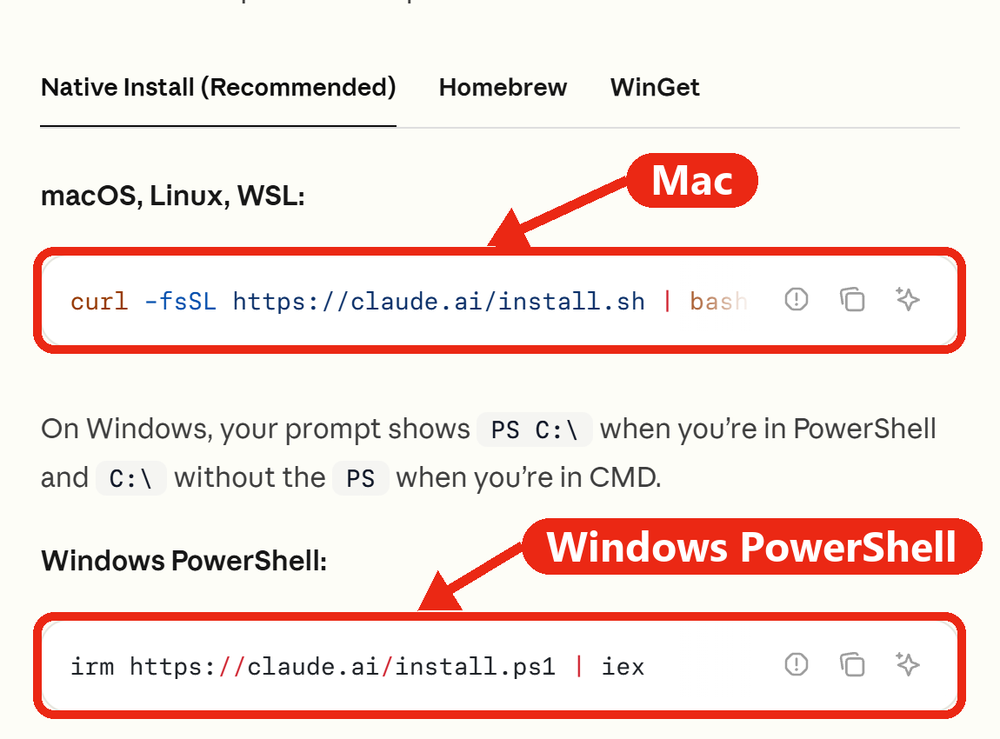 Native Install (Recommended) Homebrew WinGet
Mac
macOS, Linux, WSL:
curl -fsSL https://claude.ai/install.sh | bash
On Windows, your prompt shows PS C:\ when you’re in PowerShell
and C:\ without the PS when you’re in CMD.
Windows PowerShell
Windows PowerShell:
irm https://claude.ai/install.ps1 | iex